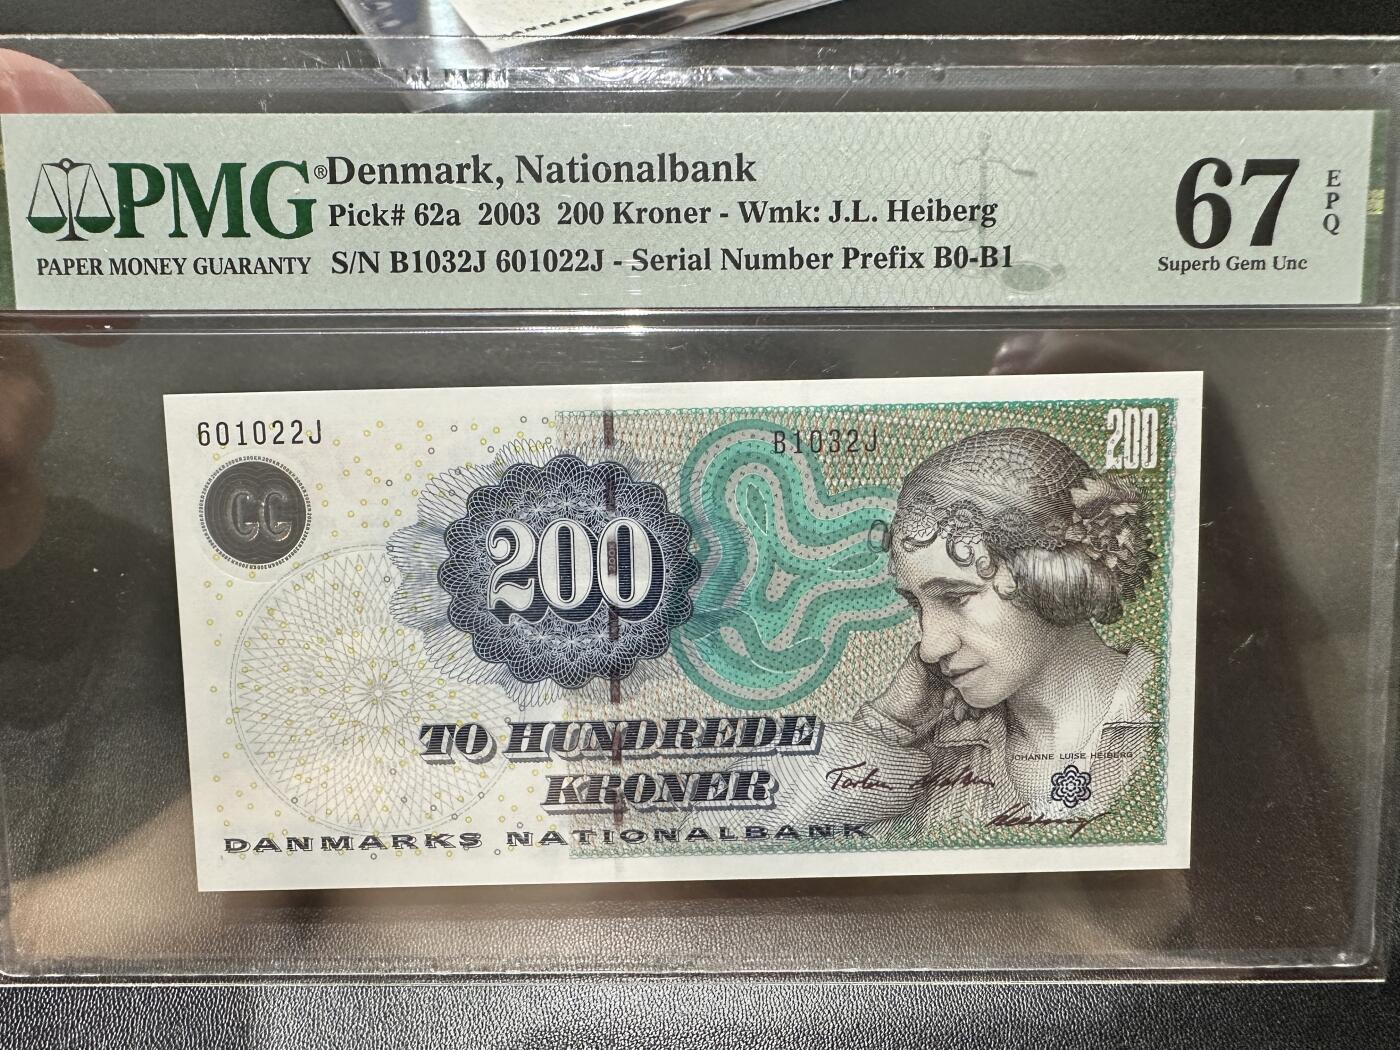 DANMARKS NA
PMG®
PAPER MONEY GUARANTY
Denmark, Nationalbank
Pick# 62a 2003 200 Kroner - Wmk: J.L. Heiberg
S/N B1032J 601022J - Serial Number Prefix B0-B1
67
EPQ
Superb Gem Unc
601022J
B1032J
200
CC
200
TO HUNDREDE
KRONER
JOHANNE LUISE HEIBERG
DANMARKS NATIONALBANK